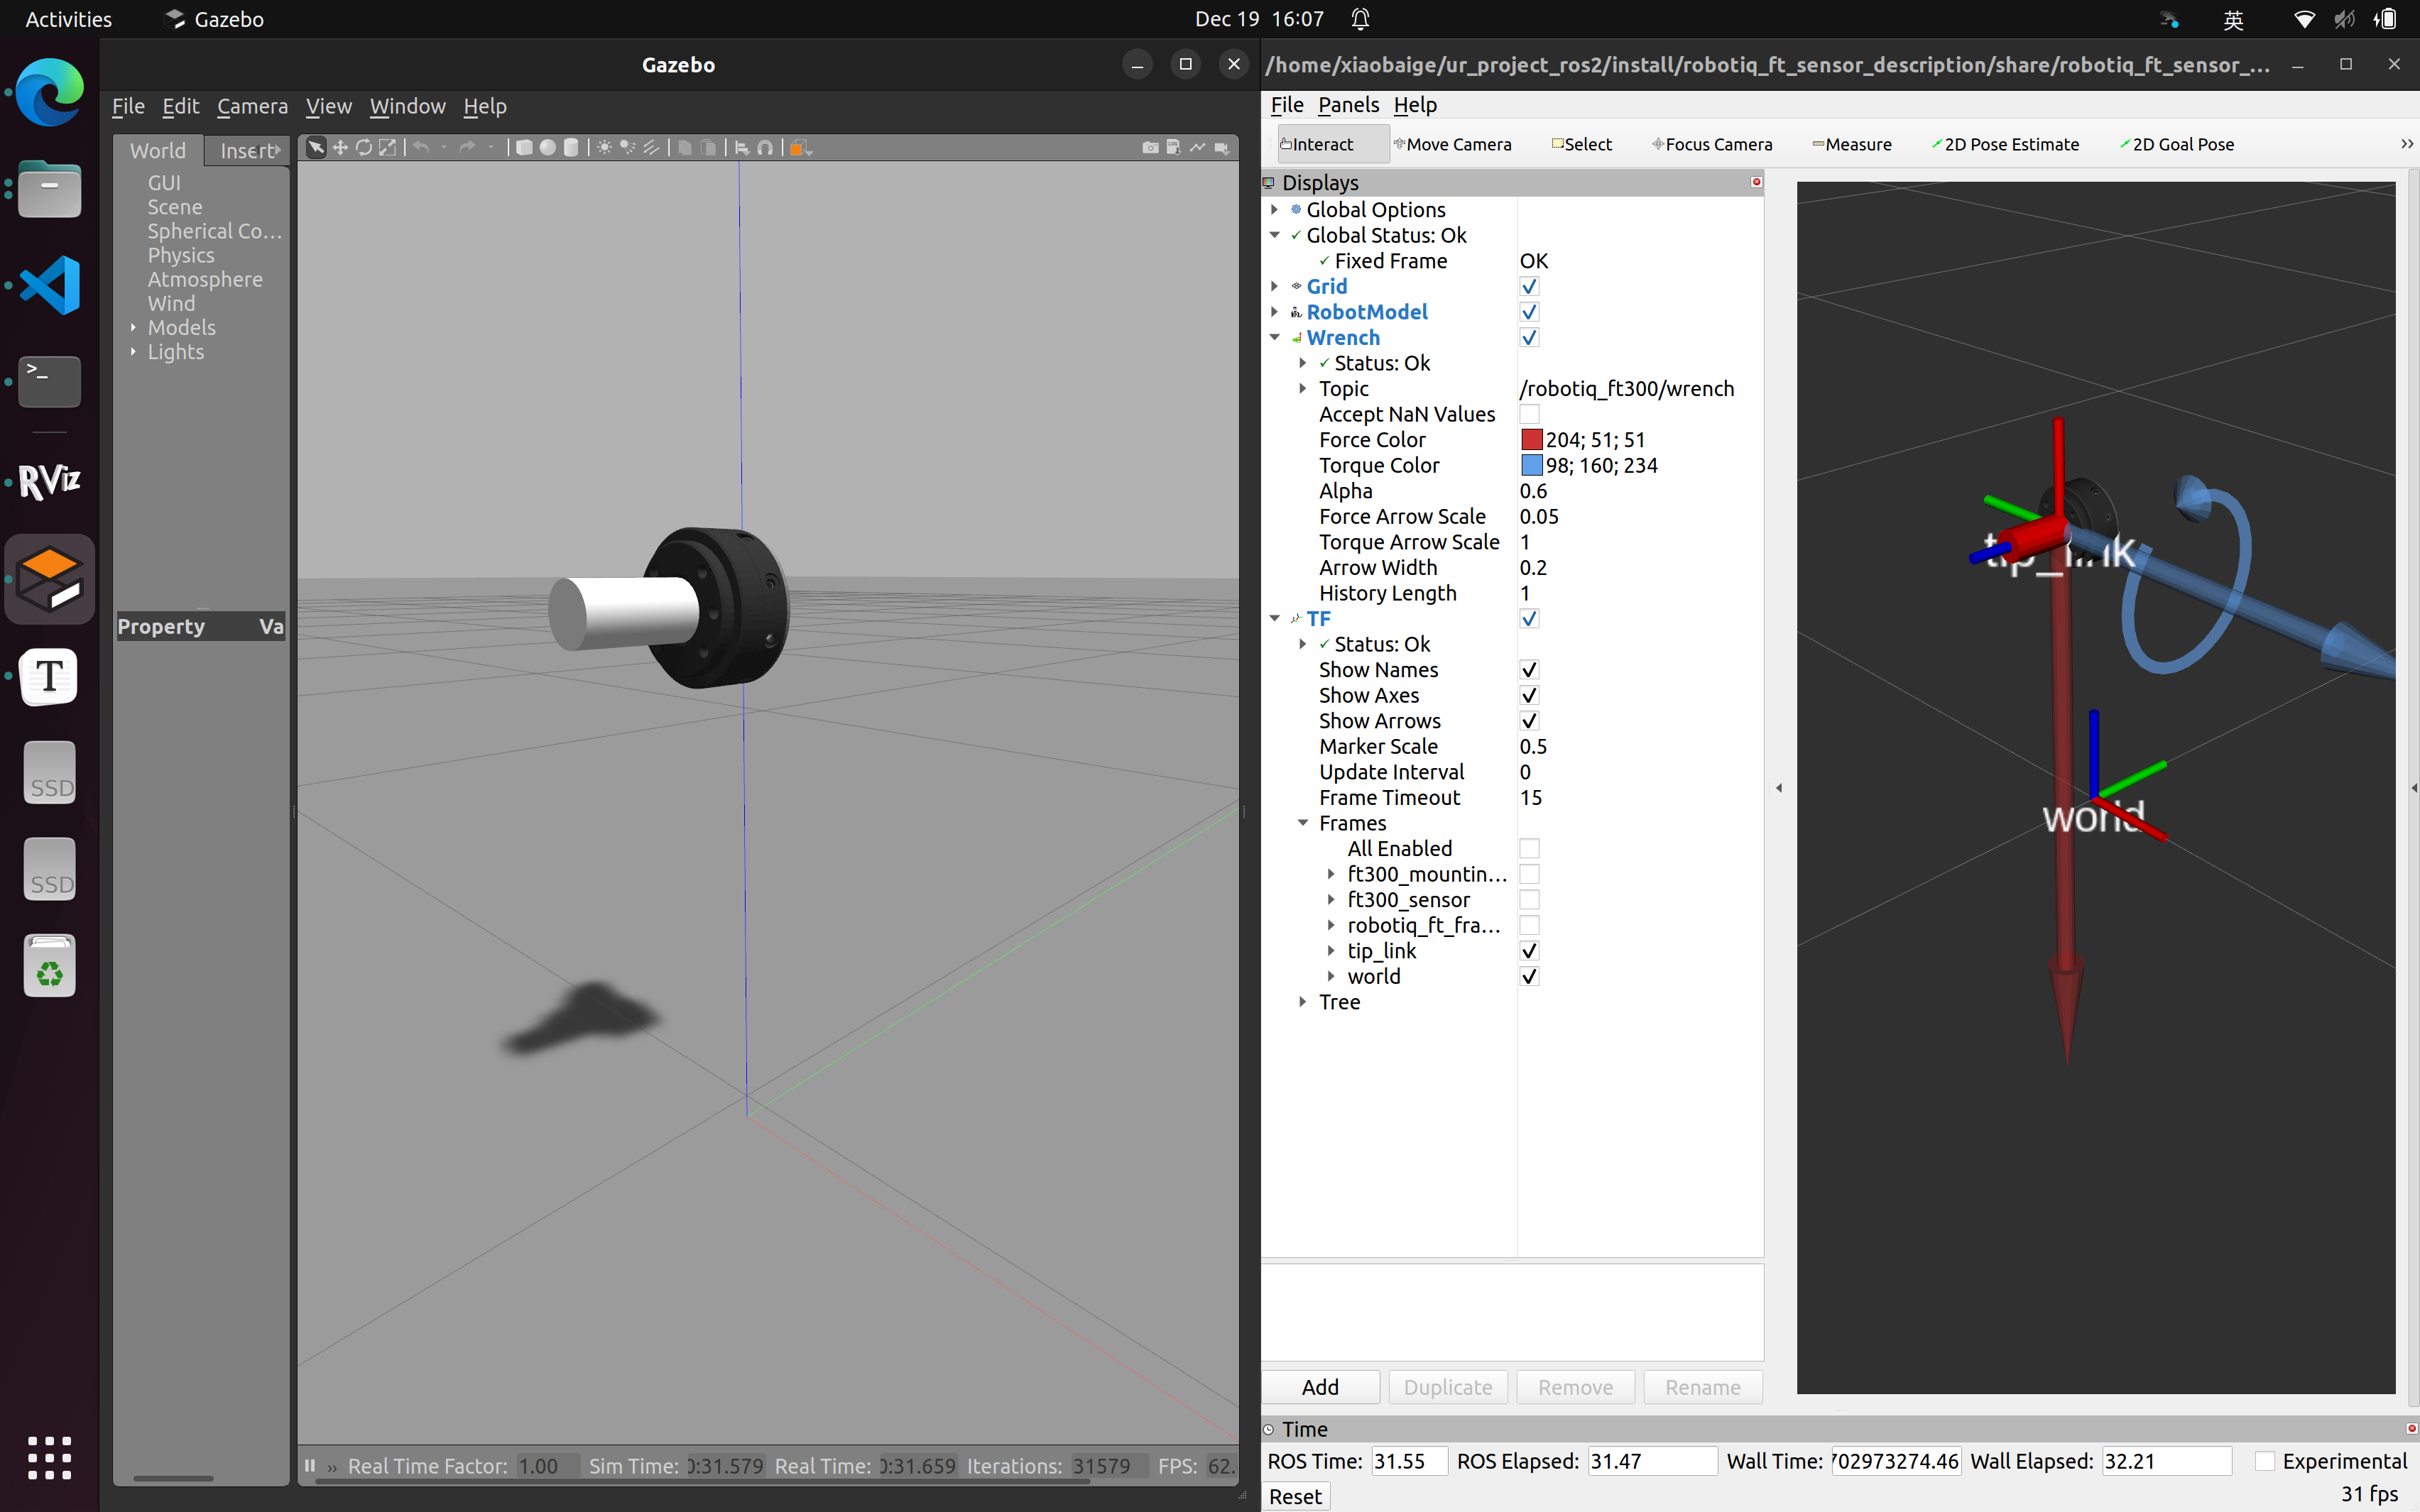 Activities Gazebo Dec 19 16:07 英
Gazebo
File Edit Camera View Window Help
World Insert
GUI
Scene
Spherical Co...
Physics
Atmosphere
Wind
Models
Lights
Property Va
Real Time Factor: 1.00 Sim Time: 0:31.579 Real Time: 0:31.659 Iterations: 31579 FPS: 62.
RViz
T
SSD
SSD
/home/xiaobaige/ur_project_ros2/install/robotiq_ft_sensor_description/share/robotiq_ft_sensor_...
File Panels Help
Interact Move Camera Select Focus Camera Measure 2D Pose Estimate 2D Goal Pose
Displays
Global Options
Global Status: Ok
Fixed Frame OK
Grid
RobotModel
Wrench
Status: Ok
Topic /robotiq_ft300/wrench
Accept NaN Values
Force Color 204; 51; 51
Torque Color 98; 160; 234
Alpha 0.6
Force Arrow Scale 0.05
Torque Arrow Scale 1
Arrow Width 0.2
History Length 1
TF
Status: Ok
Show Names
Show Axes
Show Arrows
Marker Scale 0.5
Update Interval 0
Frame Timeout 15
Frames
All Enabled
ft300_mountin...
ft300_sensor
robotiq_ft_fra...
tip_link
world
Tree
tip_link
world
Add Duplicate Remove Rename
Time
ROS Time: 31.55 ROS Elapsed: 31.47 Wall Time: 702973274.46 Wall Elapsed: 32.21 Experimental
Reset 31 fps